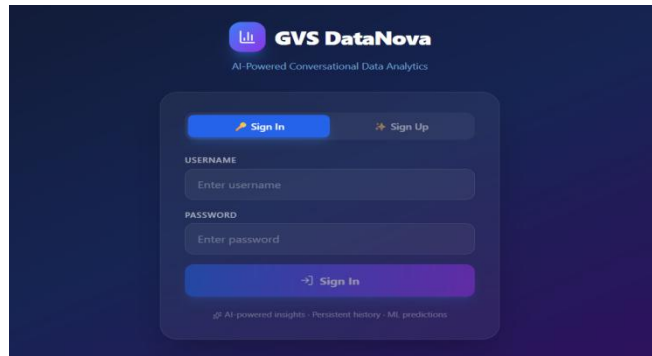 GVS DataNova
AI-Powered Conversational Data Analytics
Sign In
Sign Up
USERNAME
Enter username
PASSWORD
Enter password
Sign In
AI-powered insights · Persistent history · ML predictions